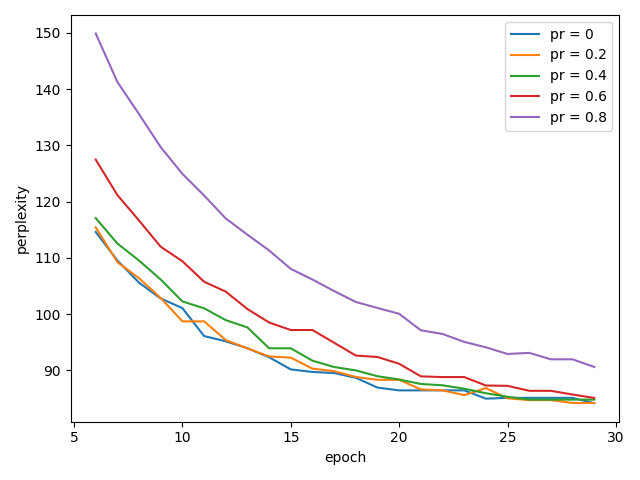 150
140
130
120
110
100
90
perplexity
5
10
15
20
25
30
epoch
pr = 0
pr = 0.2
pr = 0.4
pr = 0.6
pr = 0.8